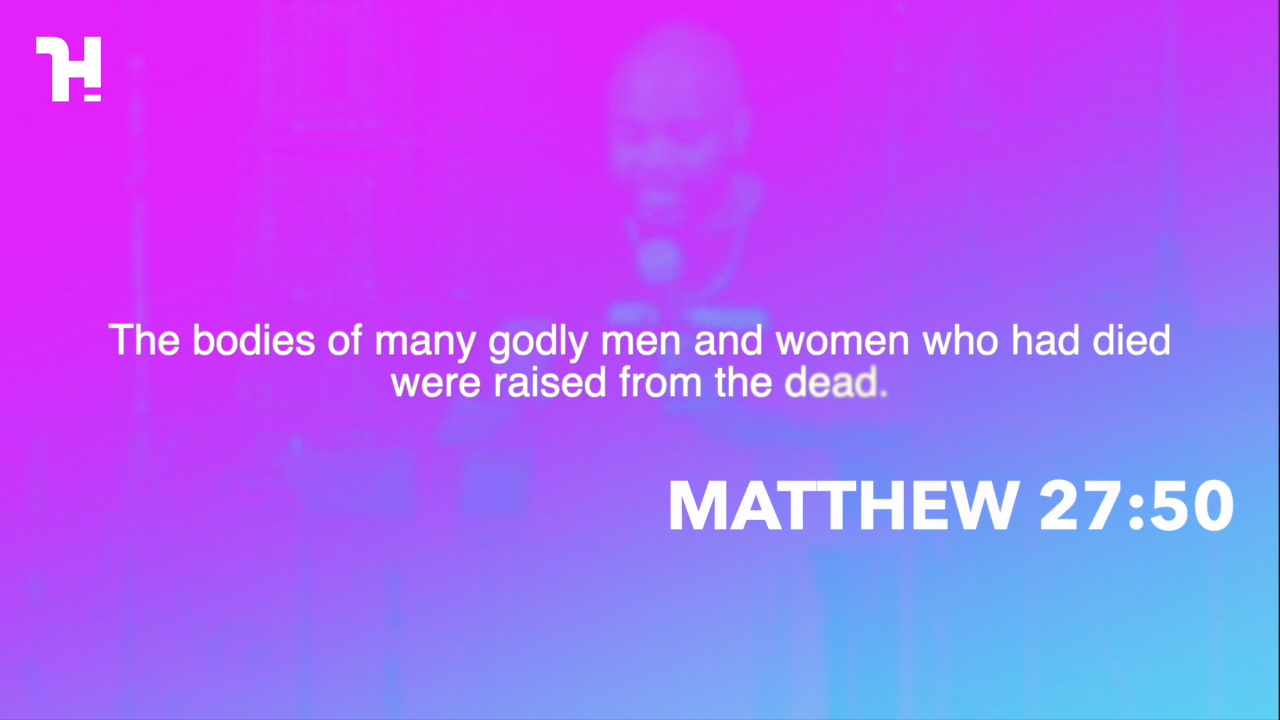 H
The bodies of many godly men and women who had died
were raised from the dead.
MATTHEW 27:50